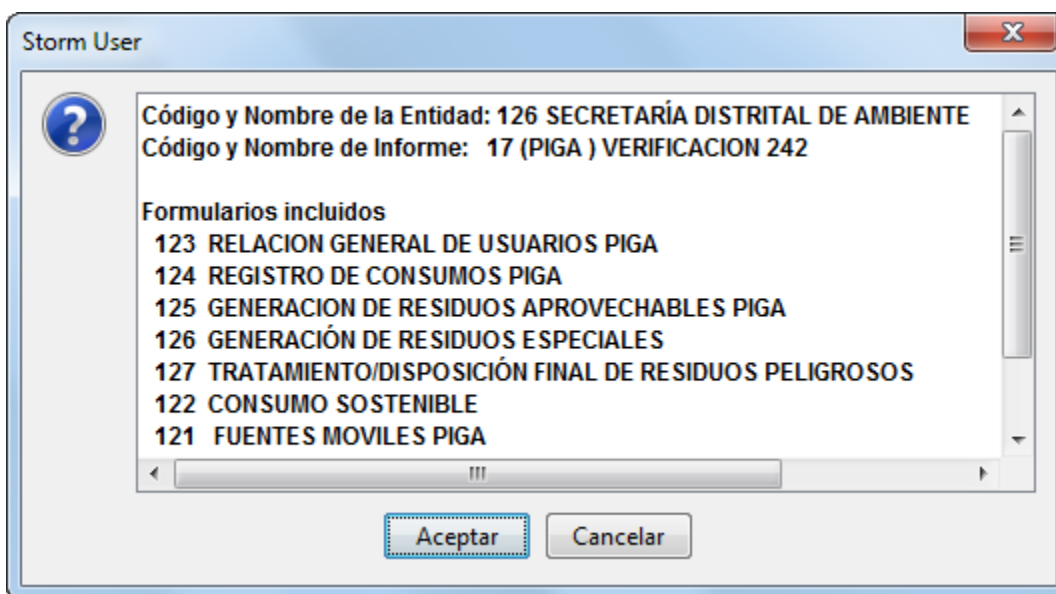 Storm User
Código y Nombre de la Entidad: 126 SECRETARÍA DISTRITAL DE AMBIENTE
Código y Nombre de Informe: 17 (PIGA ) VERIFICACION 242
Formularios incluidos
123 RELACION GENERAL DE USUARIOS PIGA
124 REGISTRO DE CONSUMOS PIGA
125 GENERACION DE RESIDUOS APROVECHABLES PIGA
126 GENERACIÓN DE RESIDUOS ESPECIALES
127 TRATAMIENTO/DISPOSICIÓN FINAL DE RESIDUOS PELIGROSOS
122 CONSUMO SOSTENIBLE
121 FUENTES MOVILES PIGA
Aceptar Cancelar